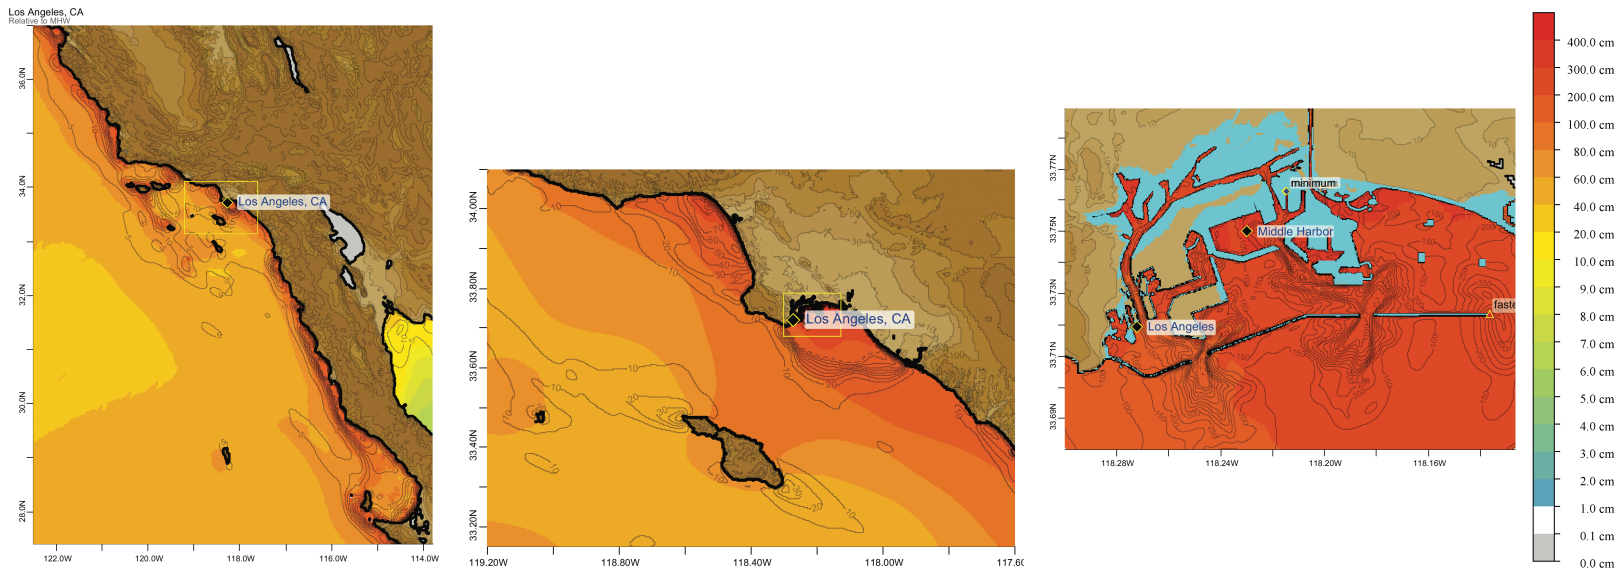 Los Angeles, CA
Relative to MHW
36.0N
34.0N
32.0N
30.0N
28.0N
122.0W
120.0W
118.0W
116.0W
114.0W
Los Angeles, CA
34.00N
33.80N
33.60N
33.40N
33.20N
119.20W
118.80W
118.40W
118.00W
117.60
Los Angeles, CA
33.77N
33.75N
33.73N
33.71N
33.69N
118.28W
118.24W
118.20W
118.16W
minimum
Middle Harbor
Los Angeles
faste
400.0 cm
300.0 cm
200.0 cm
100.0 cm
80.0 cm
60.0 cm
40.0 cm
20.0 cm
10.0 cm
9.0 cm
8.0 cm
7.0 cm
6.0 cm
5.0 cm
4.0 cm
3.0 cm
2.0 cm
1.0 cm
0.1 cm
0.0 cm